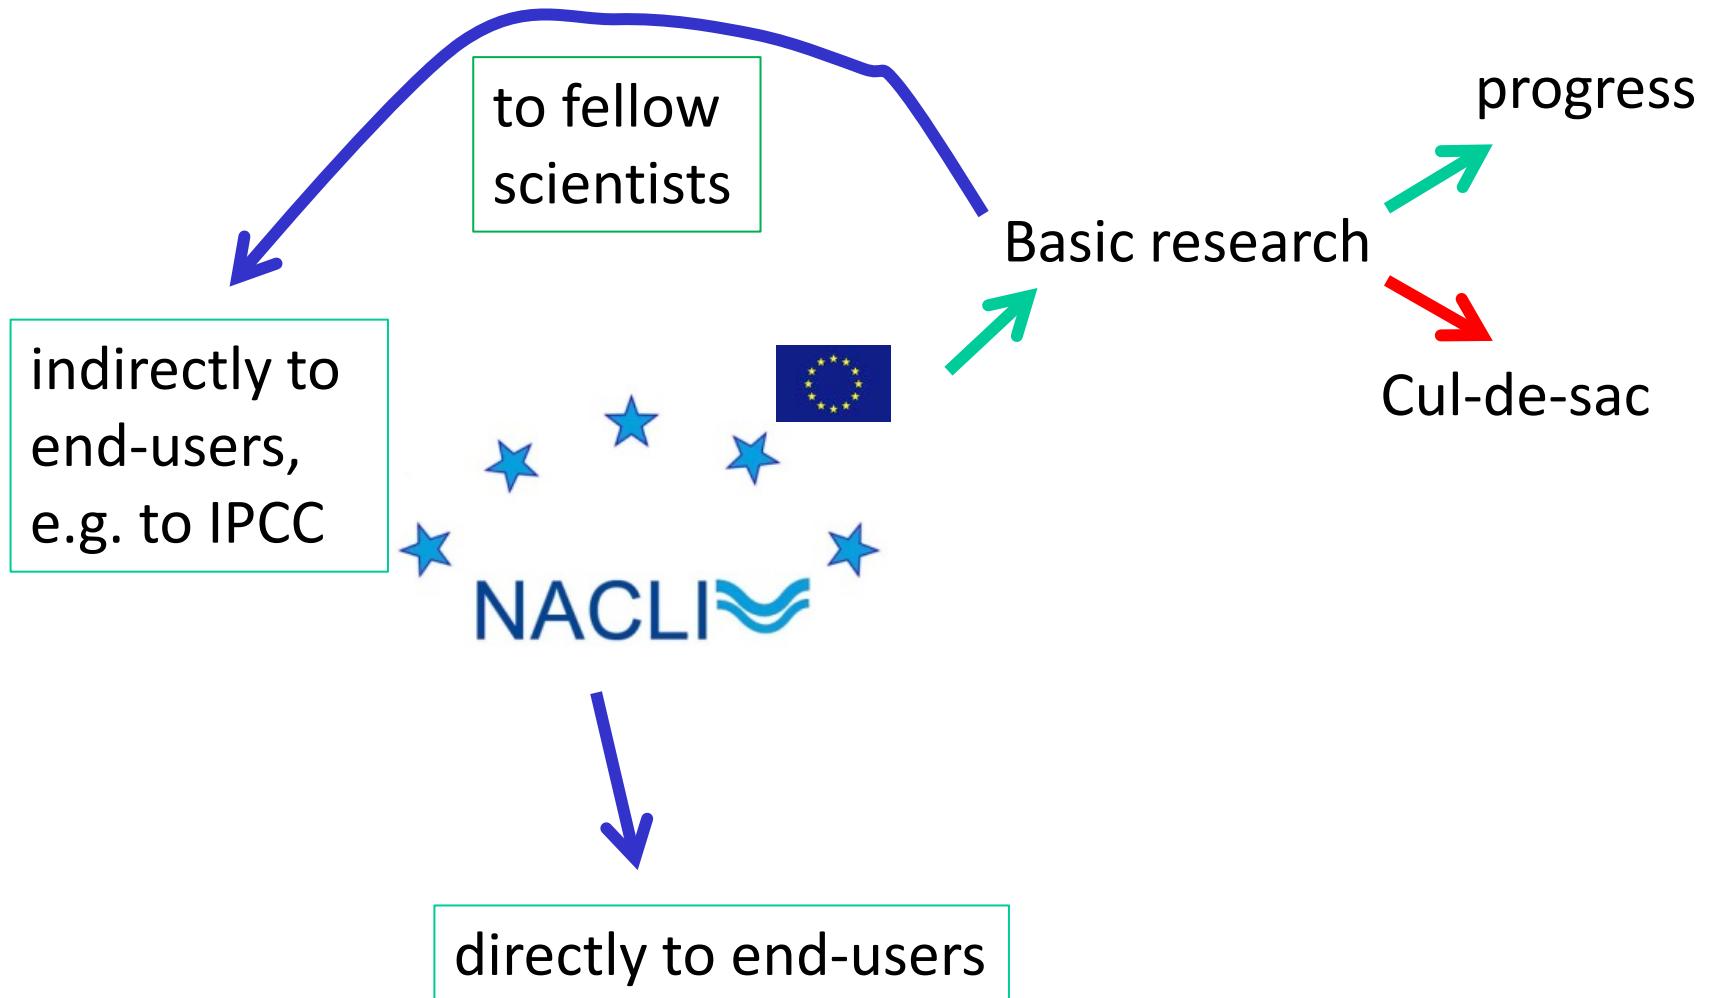 to fellow
scientists
progress
Basic research
Cul-de-sac
indirectly to
end-users,
e.g. to IPCC
NACLI
directly to end-users